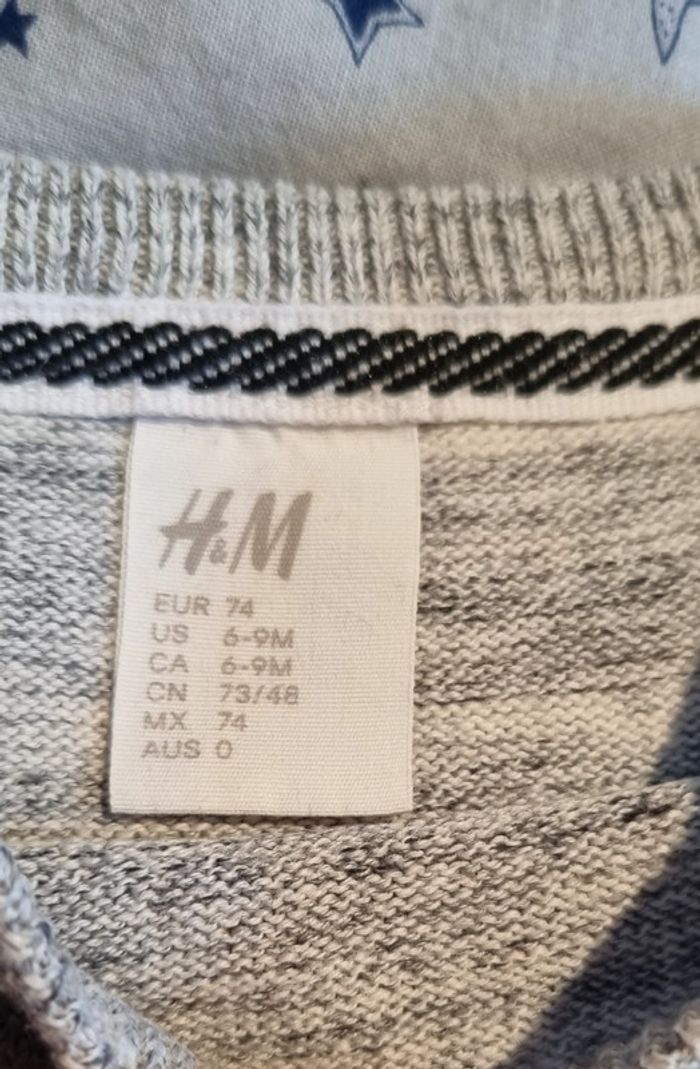 H&M
EUR 74
US 6-9M
CA 6-9M
CN 73/48
MX 74
AUS 0